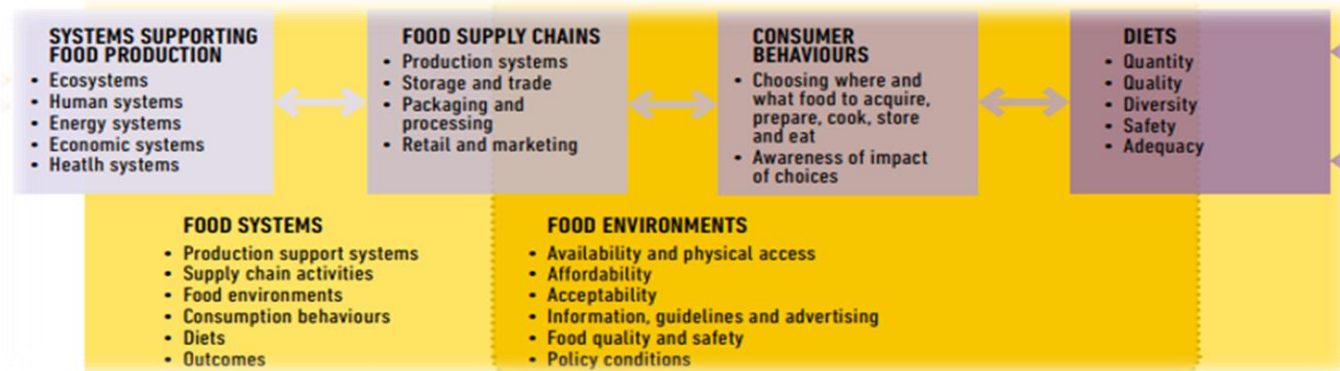 SYSTEMS SUPPORTING
FOOD PRODUCTION
• Ecosystems
• Human systems
• Energy systems
• Economic systems
• Heatlh systems
FOOD SUPPLY CHAINS
• Production systems
• Storage and trade
• Packaging and
processing
• Retail and marketing
CONSUMER
BEHAVIOURS
• Choosing where and
what food to acquire,
prepare, cook, store
and eat
• Awareness of impact
of choices
DIETS
• Quantity
• Quality
• Diversity
• Safety
• Adequacy
FOOD SYSTEMS
• Production support systems
• Supply chain activities
• Food environments
• Consumption behaviours
• Diets
• Outcomes
FOOD ENVIRONMENTS
• Availability and physical access
• Affordability
• Acceptability
• Information, guidelines and advertising
• Food quality and safety
• Policy conditions